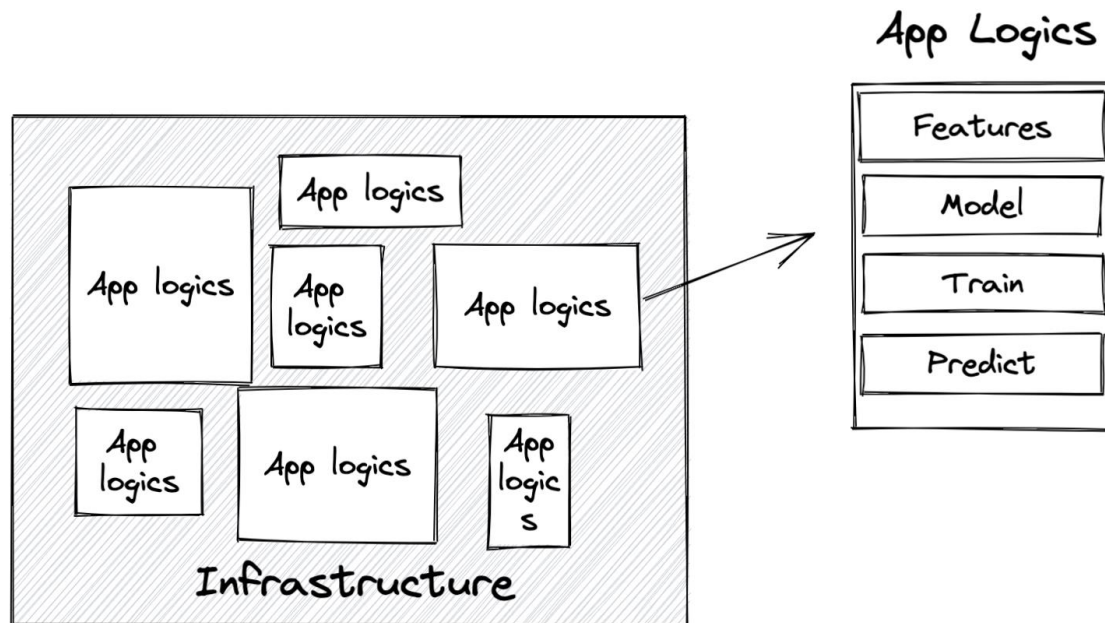 App Logics
Features
Model
Train
Predict
App logics
App logics
App
logics
App logics
App
logics
App logics
App
logic
s
Infrastructure